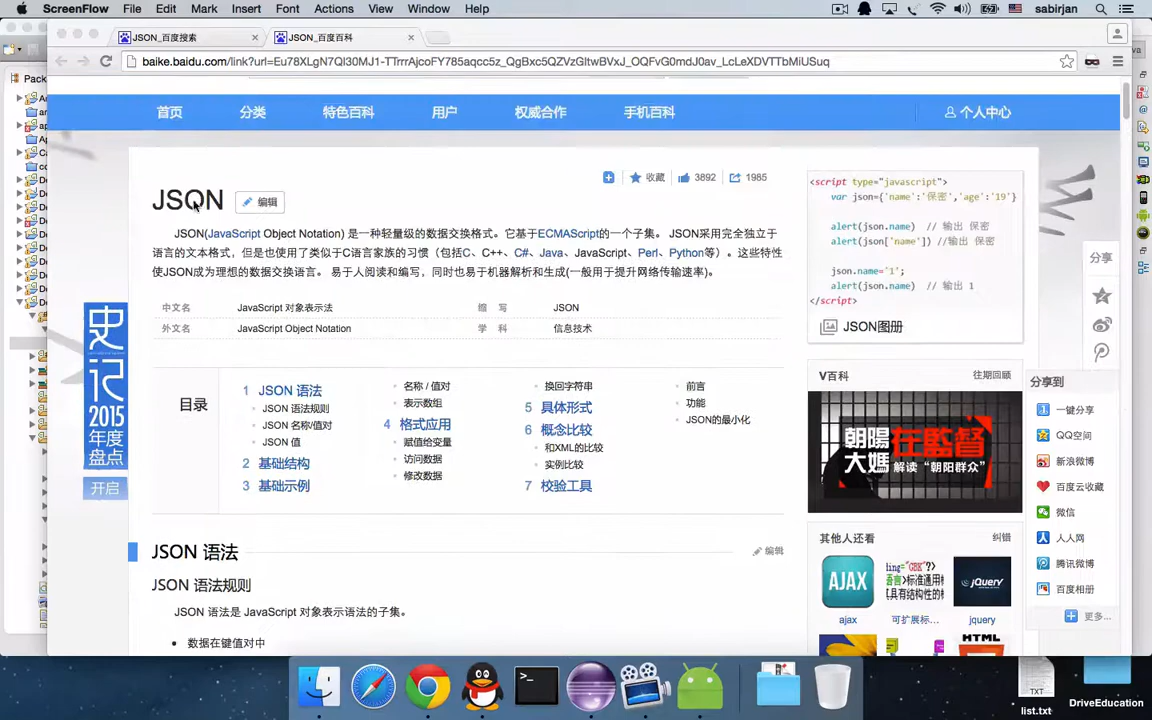 ScreenFlow File Edit Mark Insert Font Actions View Window Help sabirjan
JSON_百度搜索
JSON_百度百科
baike.baidu.com/link?url=Eu78XLgN7Ql30MJ1-TTrrrAjcoFY785aqcc5z_QgBxc5QZVzGltwBVxJ_OQFvG0mdJ0av_LcLeXDVTTbMiUSuq
Pack
首页 分类 特色百科 用户 权威百科合作 手机百科 个人中心
JSON 编辑
收藏 3892 1985
JSON(JavaScript Object Notation) 是一种轻量级的数据交换格式。它基于ECMAScript的一个子集。 JSON采用完全独立于
语言的文本格式，但是也使用了类似于C语言家族的习惯（包括C、C++、C#、Java、JavaScript、Perl、Python等）。这些特性
使JSON成为理想的数据交换语言。 易于人阅读和编写，同时也易于机器解析和生成(一般用于提升网络传输速率)。
中文名 JavaScript 对象表示法 缩 写 JSON
外文名 JavaScript Object Notation 学 科 信息技术
目录
1 JSON 语法
JSON 语法规则
JSON 名称/值对
JSON 值
2 基础结构
3 基础示例
名称 / 值对
表示数组
4 格式应用
赋值给变量
访问数据
修改数据
换回字符串
5 具体形式
6 概念比较
和XML的比较
实例比较
7 校验工具
前言
功能
JSON的最小化
JSON 语法 编辑
JSON 语法规则
JSON 语法是 JavaScript 对象表示语法的子集。
数据在键值对中
史记
2015
年度
盘点
开启
<script type="javascript">
var json={'name':'保密','age':'19'}
alert(json.name) // 输出 保密
alert(json['name']) //输出 保密
json.name='1';
alert(json.name) // 输出 1
</script>
JSON图册
V百科 往期回顾
朝陽
大媽
在監督
解读“朝阳群众”
其他人还看 纠错
AJAX
jQuery
ajax 可扩展标... jquery
HTML
分享
分享到
一键分享
QQ空间
新浪微博
百度云收藏
微信
人人网
腾讯微博
百度相册
更多...
TXT
list.txt
DriveEducation